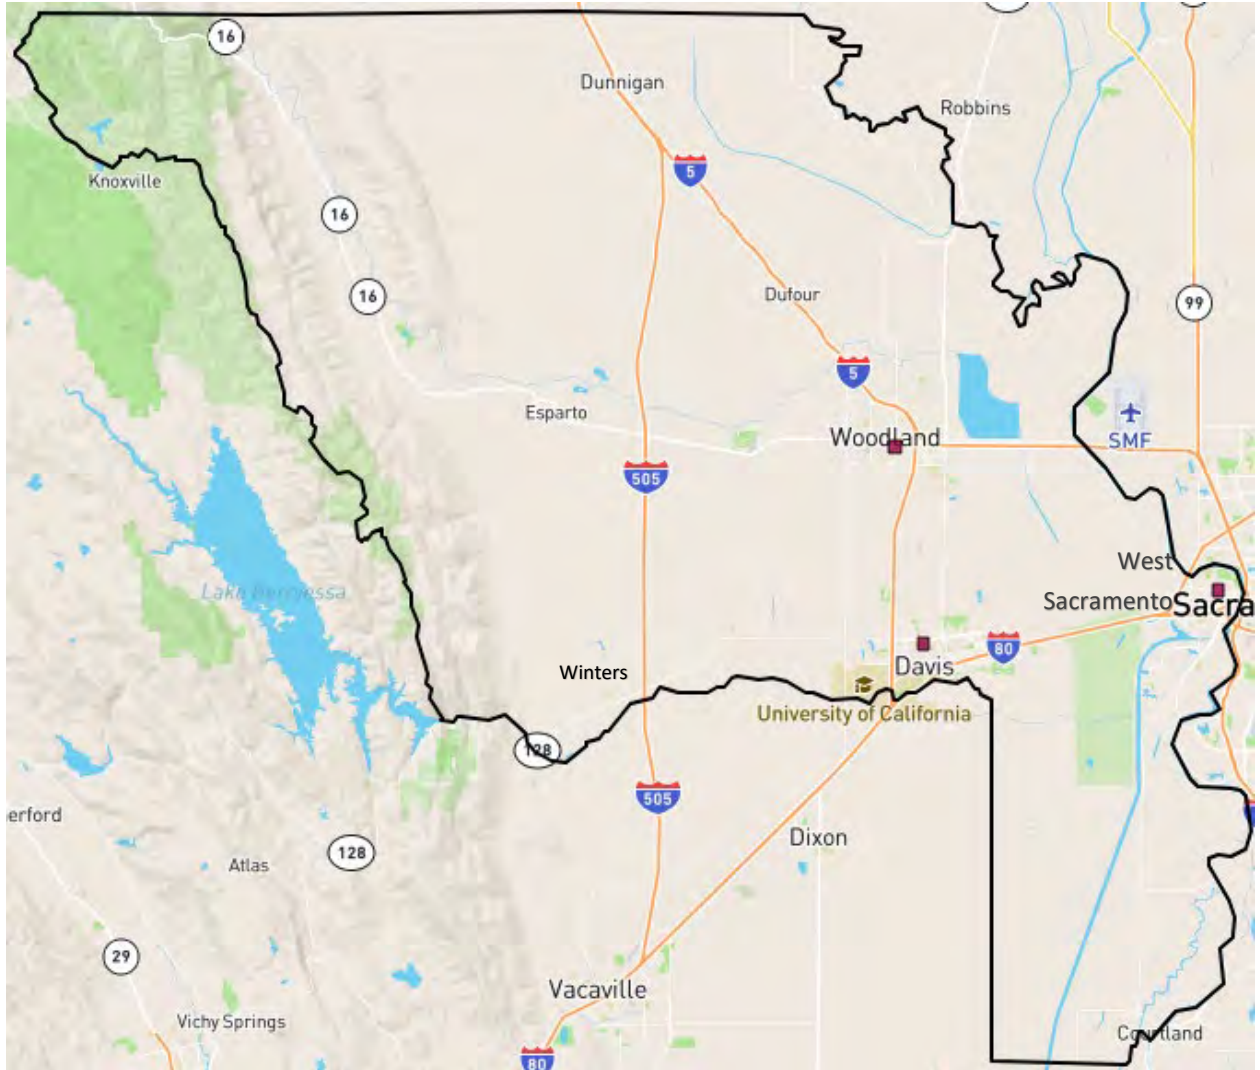 16
Dunnigan
Robbins
5
Knoxville
16
16
Dufour
99
5
Esparto
Woodland
SMF
505
West
Lake Berryessa
Sacramento
Sacra
80
Davis
Winters
University of California
128
505
erford
Dixon
128
Atlas
29
Vacaville
Vichy Springs
Courtland
80